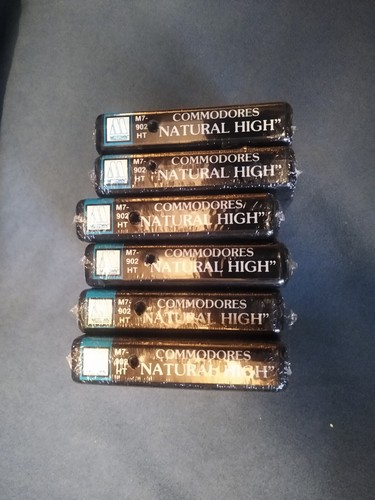 M7-
902
HT
COMMODORES
"NATURAL HIGH"
M7-
902
HT
COMMODORES
"NATURAL HIGH"
M7-
902
HT
COMMODORES
"NATURAL HIGH"
M7-
902
HT
COMMODORES
"NATURAL HIGH"
M7-
902
HT
COMMODORES
"NATURAL HIGH"
M7-
902
HT
COMMODORES
"NATURAL HIGH"